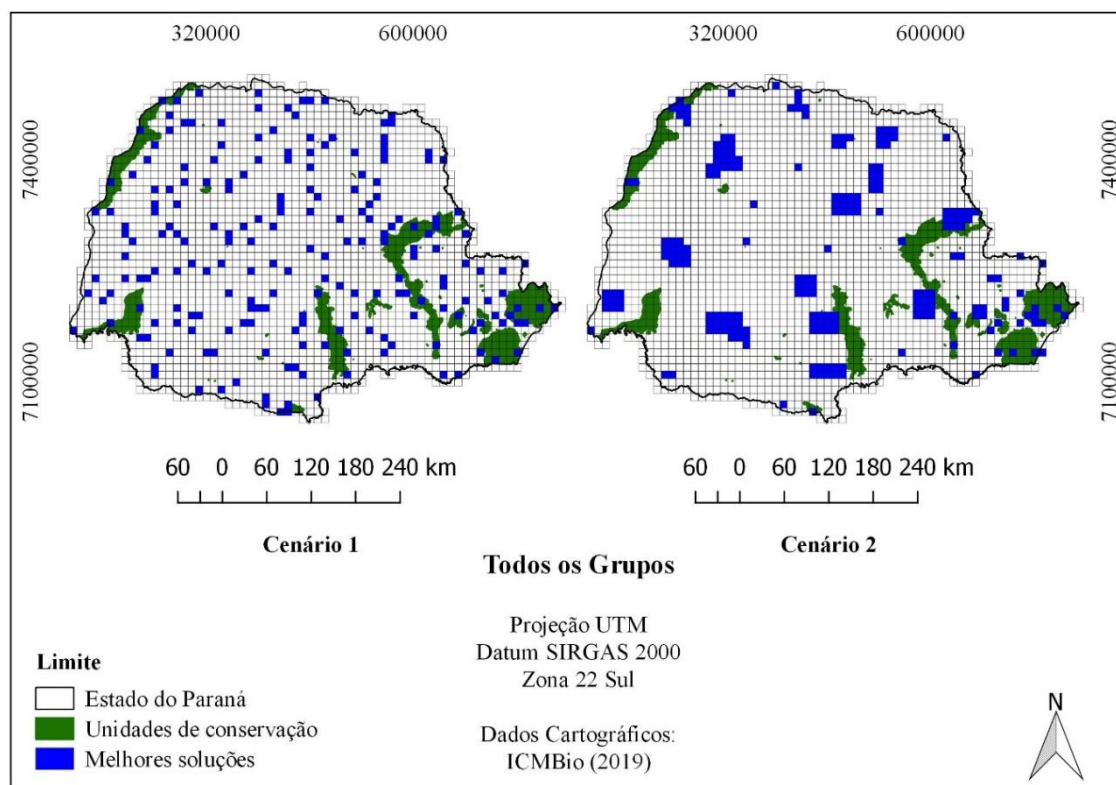 320000 600000 320000 600000
7400000
7100000
7400000
7100000
60 0 60 120 180 240 km
60 0 60 120 180 240 km
Cenário 1
Cenário 2
Todos os Grupos
Projeção UTM
Datum SIRGAS 2000
Zona 22 Sul
Dados Cartográficos:
ICMBio (2019)
Limite
Estado do Paraná
Unidades de conservação
Melhores soluções
N